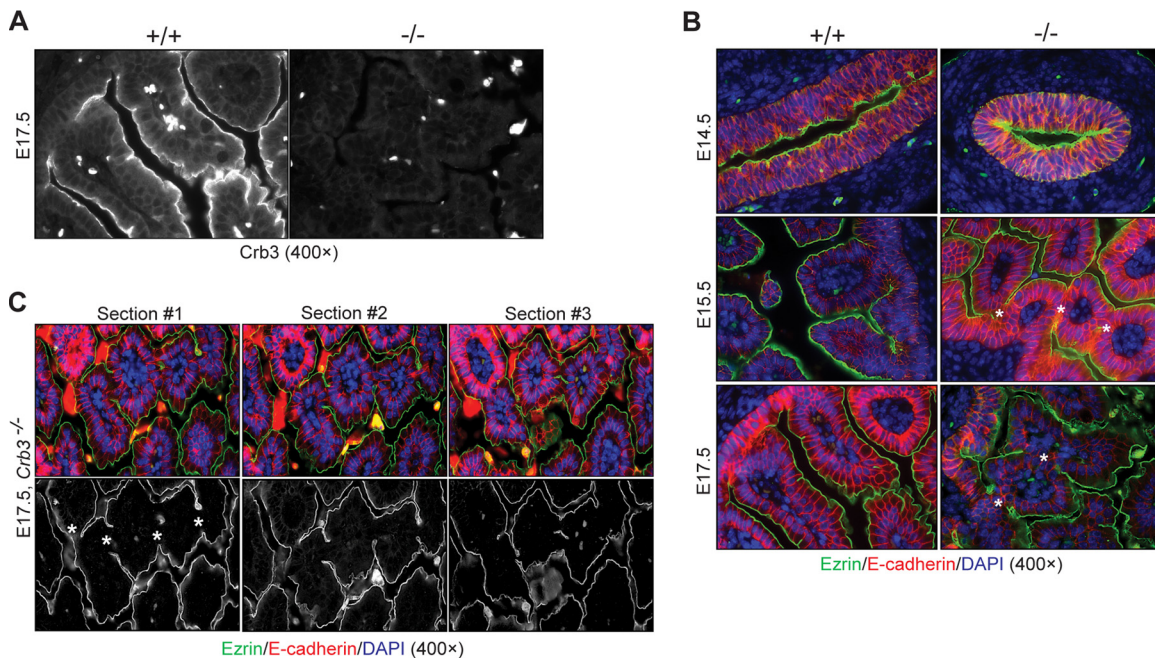 A
+/+
-/-
E17.5
Crb3 (400×)
B
+/+
-/-
E14.5
E15.5
*
*
*
E17.5
*
*
Ezrin/E-cadherin/DAPI (400×)
C
Section #1
Section #2
Section #3
E17.5, Crb3-/-
*
*
*
*
Ezrin/E-cadherin/DAPI (400×)